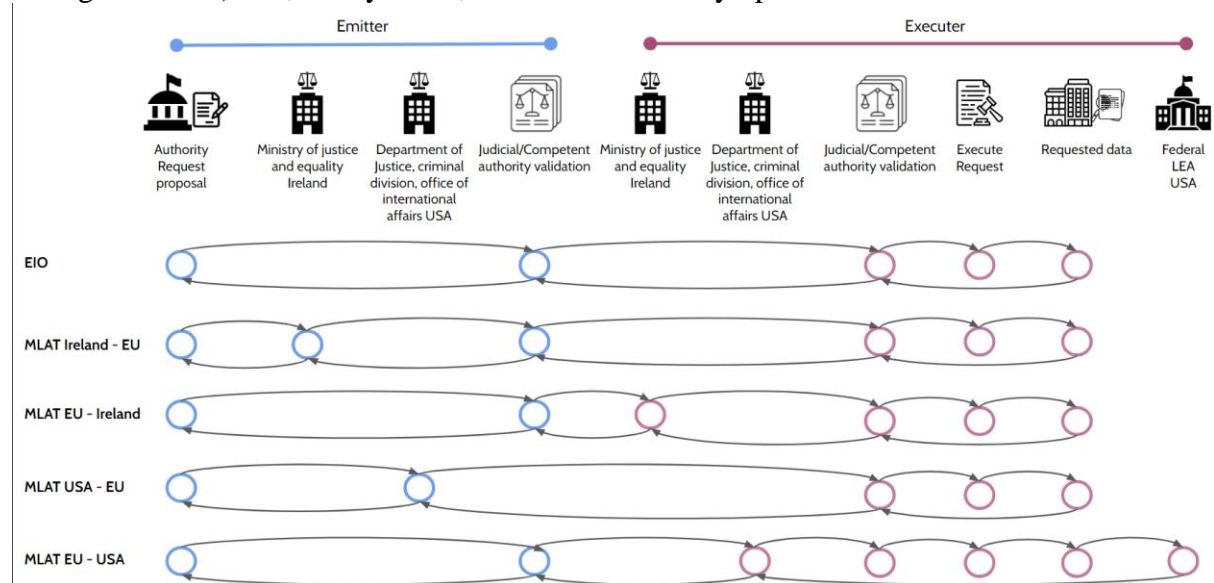 Emitter
Executer
Authority
Request
proposal
Ministry of justice
and equality
Ireland
Department of
Justice, criminal
division, office of
international
affairs USA
Judicial/Competent
authority validation
Ministry of justice
and equality
Ireland
Department of
Justice, criminal
division, office of
international
affairs USA
Judicial/Competent
authority validation
Execute
Request
Requested data
Federal
LEA
USA
EIO
MLAT Ireland - EU
MLAT EU - Ireland
MLAT USA - EU
MLAT EU - USA